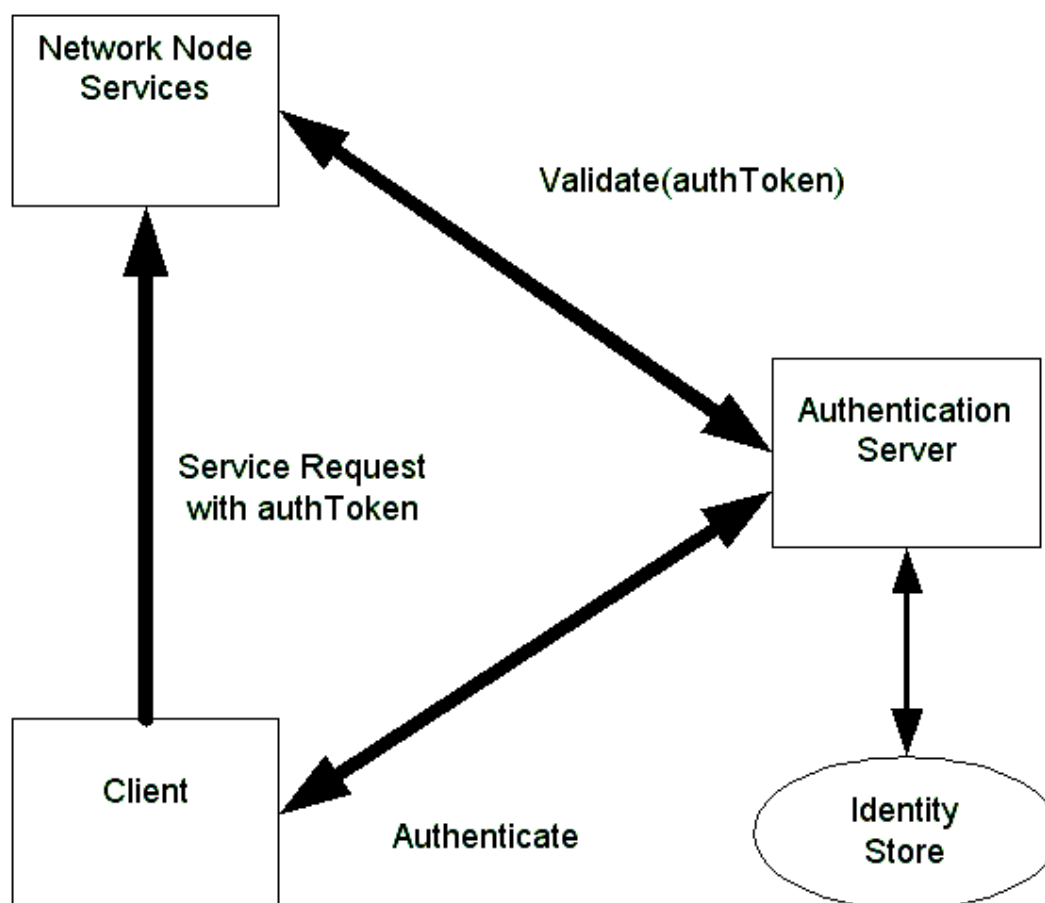 Network Node
Services
Validate(authToken)
Authentication
Server
Service Request
with authToken
Client
Authenticate
Identity
Store